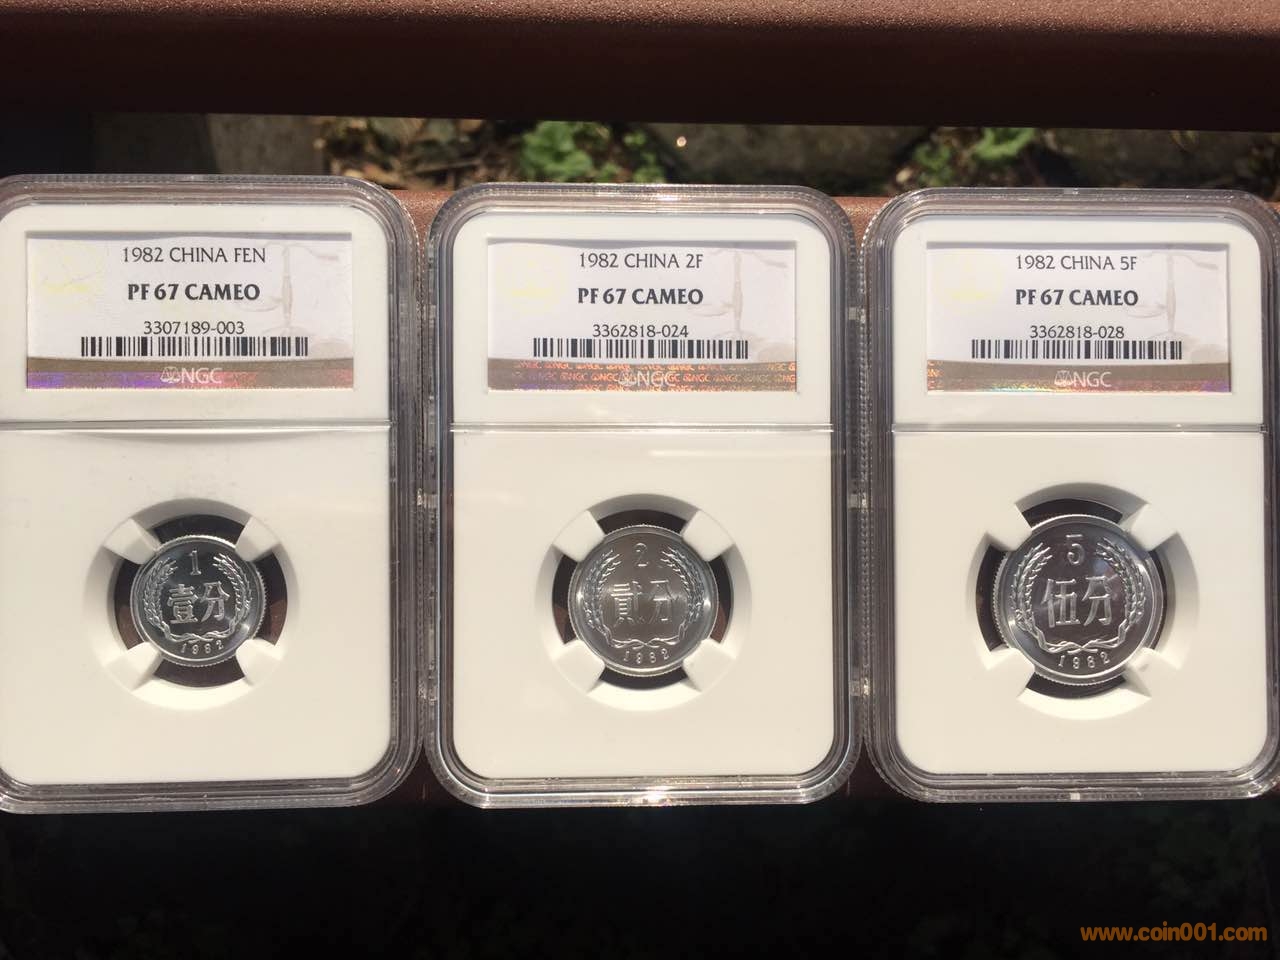 1982 CHINA FEN
PF 67 CAMEO
3307189-003
NGC
1
壹分
1982
1982 CHINA 2F
PF 67 CAMEO
3362818-024
NGC
2
貳分
1982
1982 CHINA 5F
PF 67 CAMEO
3362818-028
NGC
5
伍分
1982
www.coin001.com